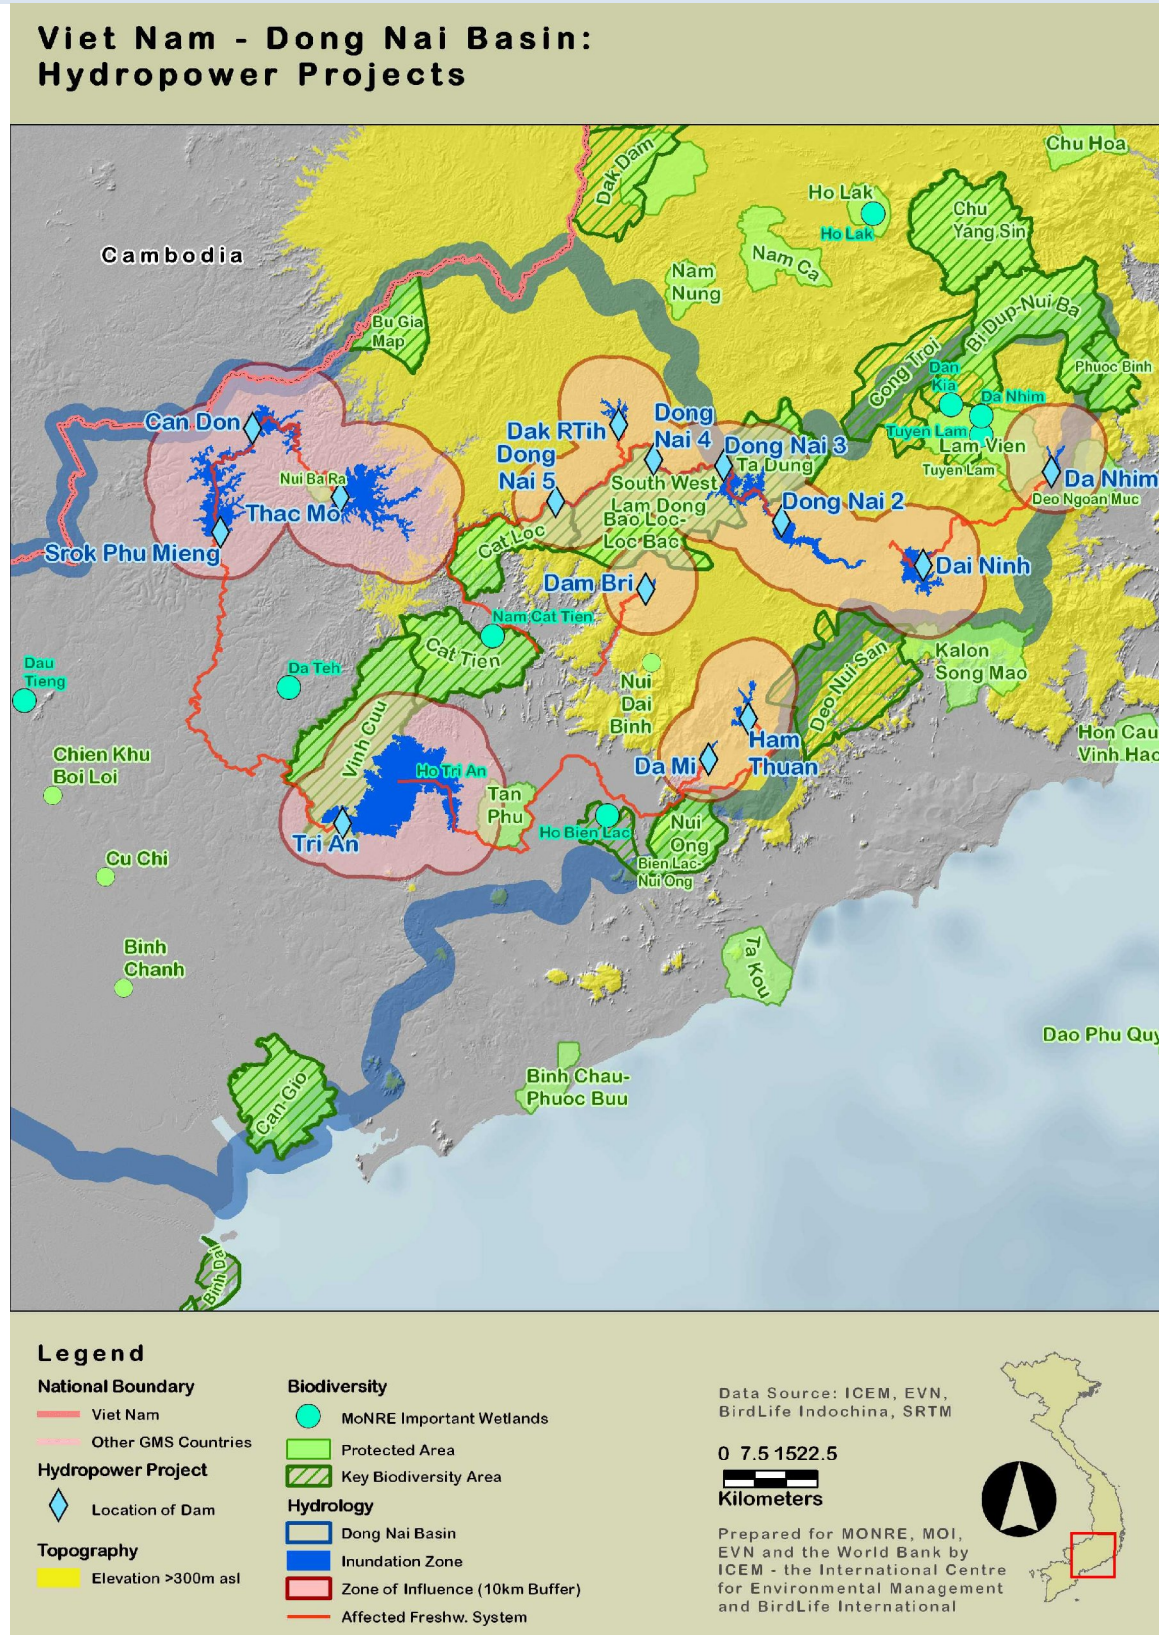 Viet Nam - Dong Nai Basin:
Hydropower Projects
Chu Hoa
Dak Dam
Ho Lak
Ho Lak
Chu
Yang Sin
Cambodia
Nam Ca
Nam
Nung
Bu Gia
Map
Bi-Dup-Nui Ba
Cong Troi
Phuoc Binh
Dan
Kia
Da Nhim
Tuyen Lam
Lam Vien
Tuyen Lam
Can Don
Dak RTih
Dong
Nai 4
Dong
Nai 5
Dong Nai 3
Ta Dung
Nui Ba Ra
South West
Lam Dong
Da Nhim
Deo Ngoan Muc
Thac Mo
Dong Nai 2
Bao Loc-
Loc Bac
Cat Loc
Srok Phu Mieng
Dai Ninh
Dam Bri
Nam Cat Tien
Cat Tien
Dau
Tieng
Da Teh
Nui
Dai
Binh
Deo Nui San
Kalon
Song Mao
Vinh Cuu
Hon Cau
Vinh Hao
Chien Khu
Boi Loi
Ham
Thuan
Da Mi
Ho Tri An
Tan
Phu
Tri An
Ho Bien Lac
Nui
Ong
Bien Lac-
Nui Ong
Cu Chi
Binh
Chanh
Ta Kou
Dao Phu Quy
Binh Chau-
Phuoc Buu
Can Gio
Binh Dai
Legend
National Boundary
Viet Nam
Other GMS Countries
Hydropower Project
Location of Dam
Topography
Elevation >300m asl
Biodiversity
MoNRE Important Wetlands
Protected Area
Key Biodiversity Area
Hydrology
Dong Nai Basin
Inundation Zone
Zone of Influence (10km Buffer)
Affected Freshw. System
Data Source: ICEM, EVN,
BirdLife Indochina, SRTM
0 7.5 1522.5
Kilometers
Prepared for MONRE, MOI,
EVN and the World Bank by
ICEM - the International Centre
for Environmental Management
and BirdLife International